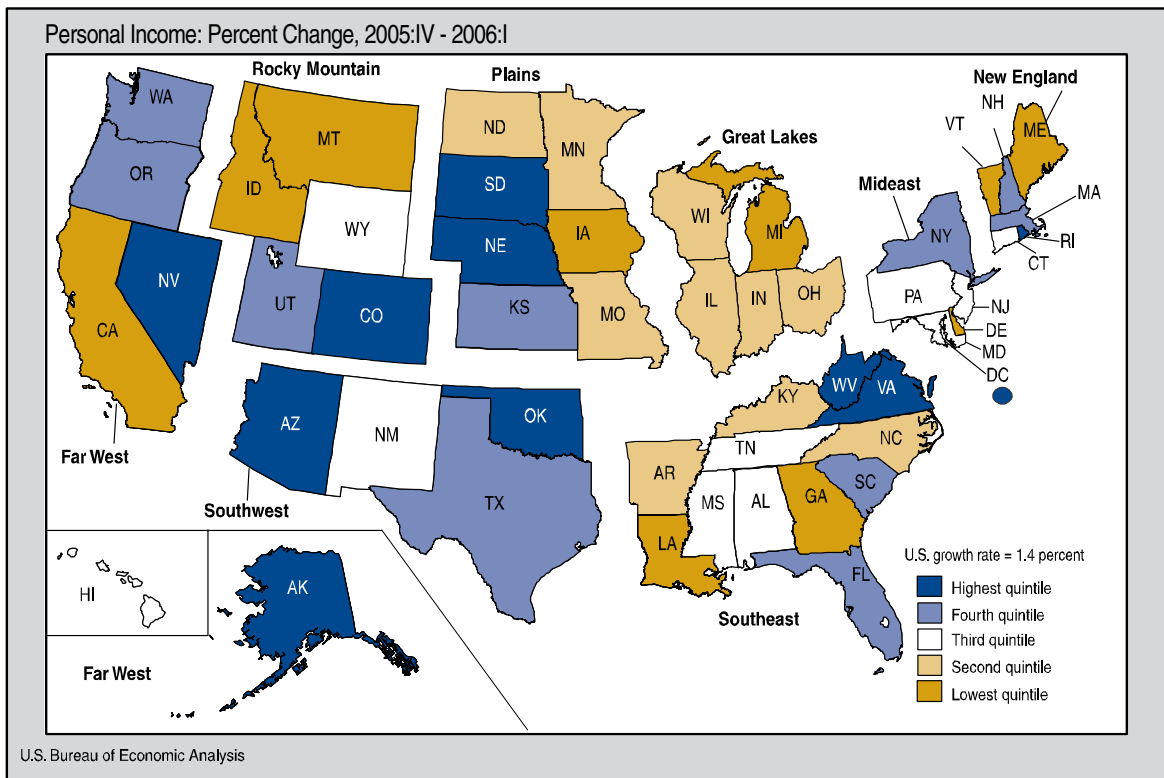 Personal Income: Percent Change, 2005:IV - 2006:I
Rocky Mountain
Plains
New England
Great Lakes
Mideast
WA
OR
CA
NV
ID
MT
WY
UT
CO
ND
SD
NE
KS
MN
IA
MO
WI
MI
IL
IN
OH
NH
VT
ME
MA
RI
CT
NY
PA
NJ
DE
MD
DC
AZ
NM
OK
TX
WV
VA
KY
TN
NC
SC
AR
LA
MS
AL
GA
FL
Far West
Southwest
Southeast
HI
AK
Far West
U.S. growth rate = 1.4 percent
Highest quintile
Fourth quintile
Third quintile
Second quintile
Lowest quintile
U.S. Bureau of Economic Analysis